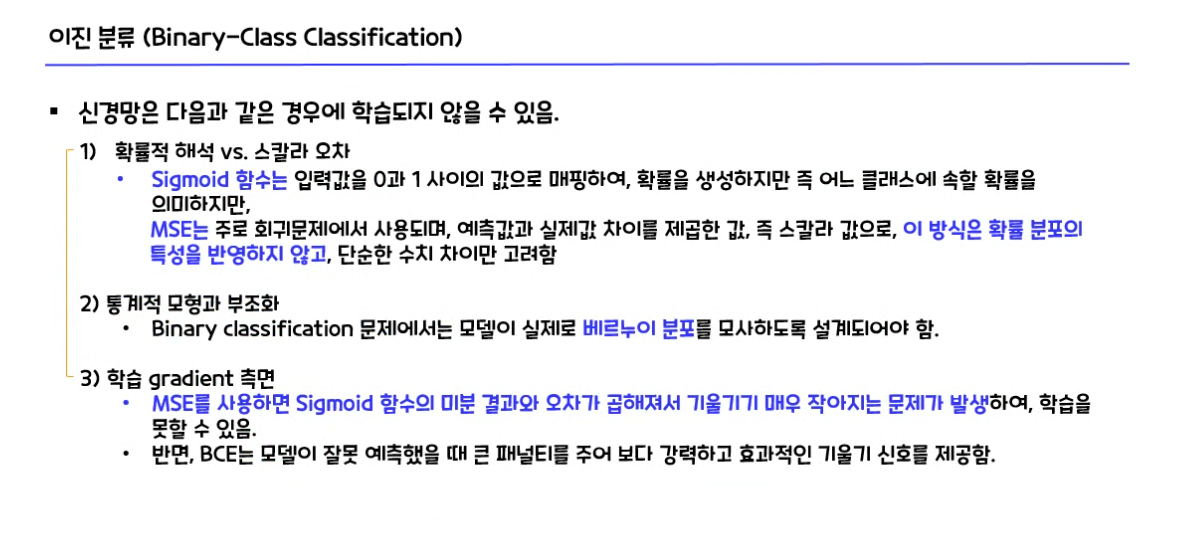 이진 분류 (Binary-Class Classification)
▪ 신경망은 다음과 같은 경우에 학습되지 않을 수 있음.
1) 확률적 해석 vs. 스칼라 오차
• Sigmoid 함수는 입력값을 0과 1 사이의 값으로 매핑하여, 확률을 생성하지만 즉 어느 클래스에 속할 확률을
의미하지만,
MSE는 주로 회귀문제에서 사용되며, 예측값과 실제값 차이를 제곱한 값, 즉 스칼라 값으로, 이 방식은 확률 분포의
특성을 반영하지 않고, 단순한 수치 차이만 고려함
2) 통계적 모형과 부조화
• Binary classification 문제에서는 모델이 실제로 베르누이 분포를 모사하도록 설계되어야 함.
3) 학습 gradient 측면
• MSE를 사용하면 Sigmoid 함수의 미분 결과와 오차가 곱해져서 기울기기 매우 작아지는 문제가 발생하여, 학습을
못할 수 있음.
• 반면, BCE는 모델이 잘못 예측했을 때 큰 패널티를 주어 보다 강력하고 효과적인 기울기 신호를 제공함.